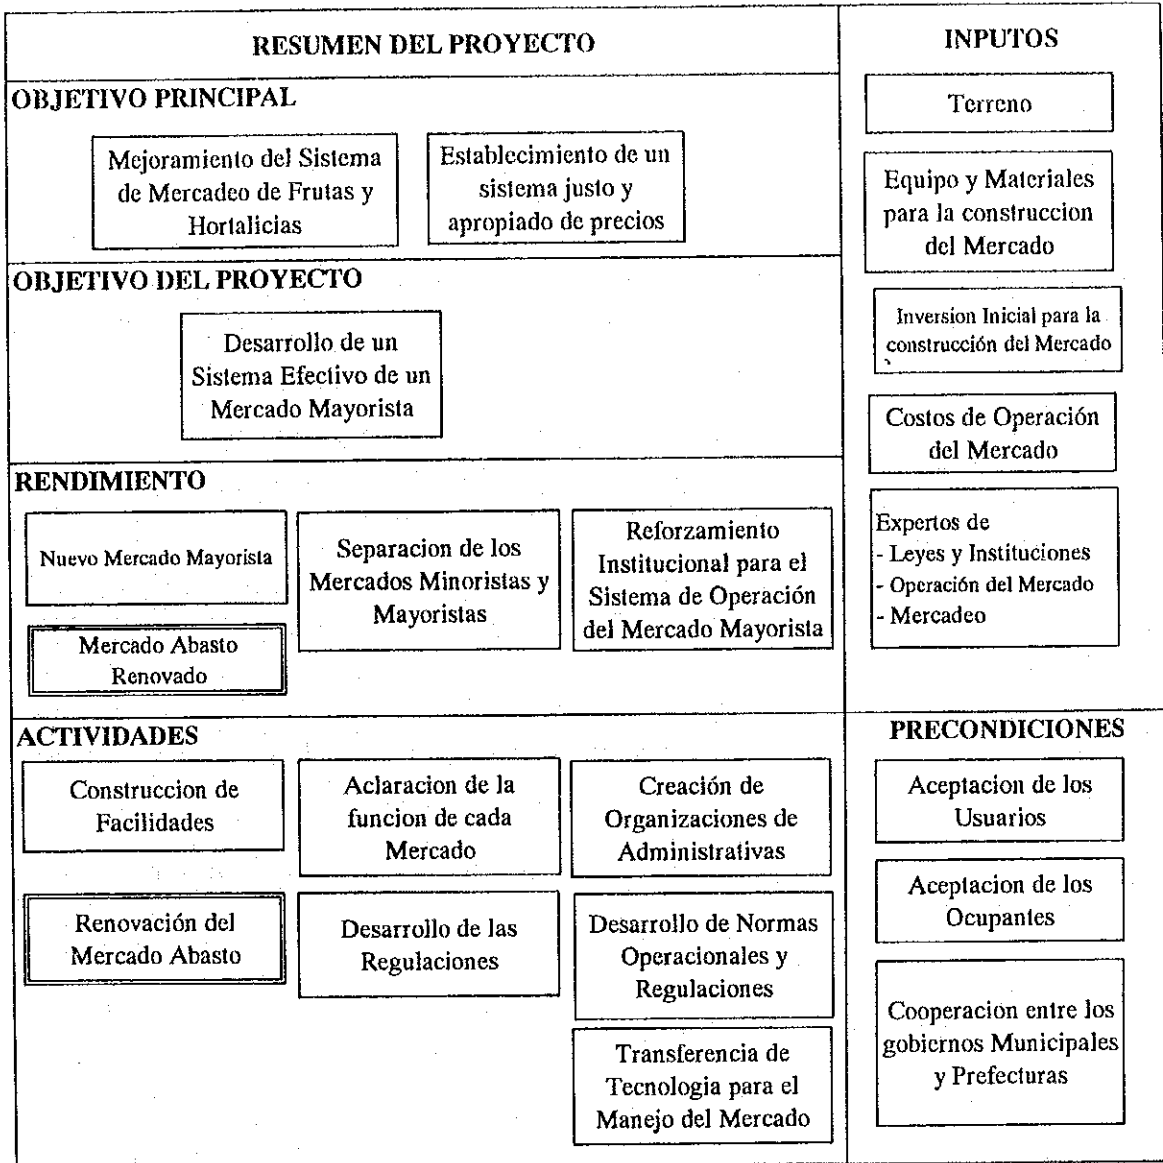 RESUMEN DEL PROYECTO
OBJETIVO PRINCIPAL
Mejoramiento del Sistema
de Mercadeo de Frutas y
Hortalicias
Establecimiento de un
sistema justo y
apropiado de precios
OBJETIVO DEL PROYECTO
Desarrollo de un
Sistema Efectivo de un
Mercado Mayorista
RENDIMIENTO
Nuevo Mercado Mayorista
Mercado Abasto
Renovado
Separacion de los
Mercados Minoristas y
Mayoristas
Reforzamiento
Institucional para el
Sistema de Operación
del Mercado Mayorista
ACTIVIDADES
Construccion de
Facilidades
Aclaracion de la
funcion de cada
Mercado
Creación de
Organizaciones de
Administrativas
Renovación del
Mercado Abasto
Desarrollo de las
Regulaciones
Desarrollo de Normas
Operacionales y
Regulaciones
Transferencia de
Tecnologia para el
Manejo del Mercado
INPUTOS
Terreno
Equipo y Materiales
para la construccion
del Mercado
Inversion Inicial para la
construcción del Mercado
Costos de Operación
del Mercado
Expertos de
- Leyes y Instituciones
- Operación del Mercado
- Mercadeo
PRECONDICIONES
Aceptacion de los
Usuarios
Aceptacion de los
Ocupantes
Cooperacion entre los
gobiernos Municipales
y Prefecturas